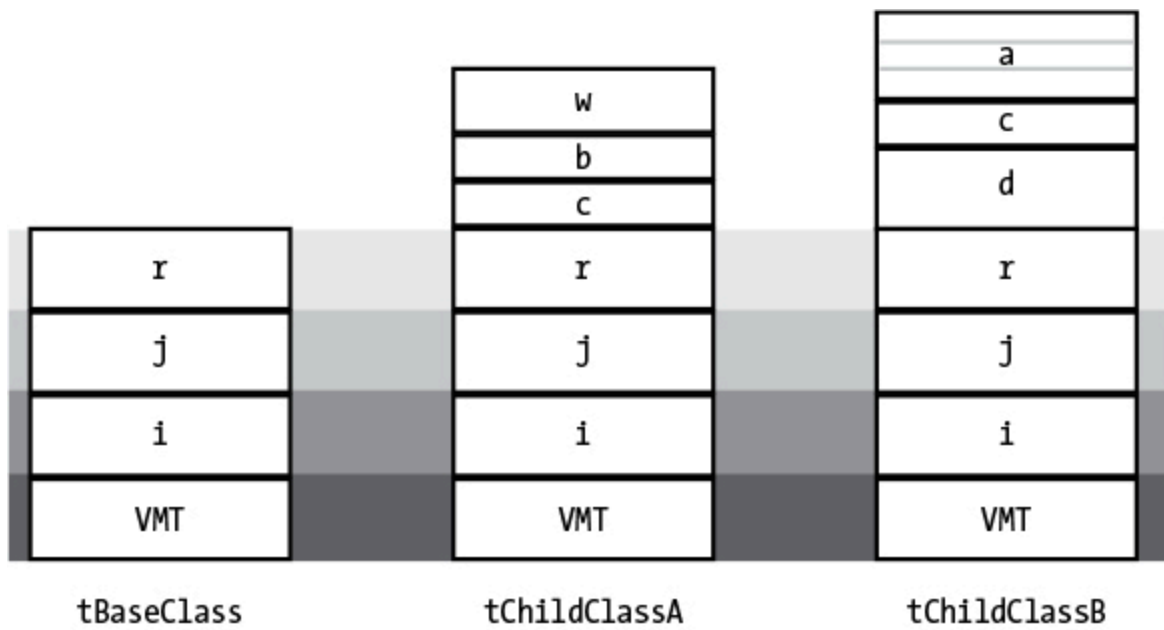 r
j
i
VMT
tBaseClass
w
b
c
r
j
i
VMT
tChildClassA
a
c
d
r
j
i
VMT
tChildClassB